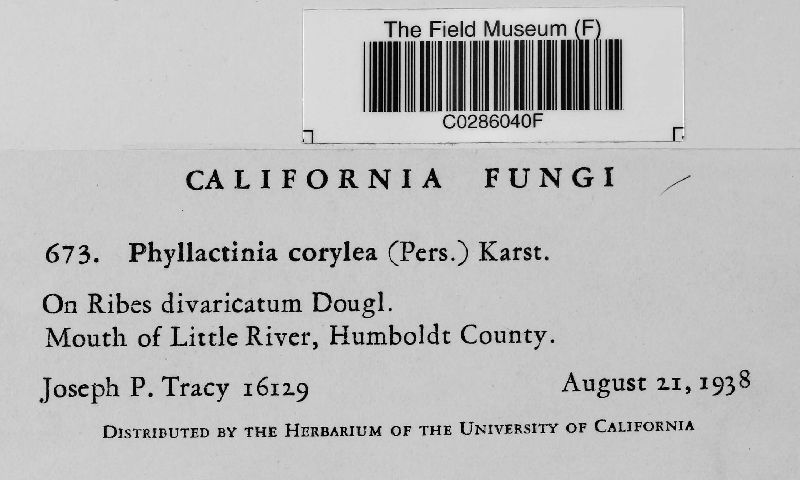 The Field Museum (F)
C0286040F
CALIFORNIA FUNGI
673. Phyllactinia corylea (Pers.) Karst.
On Ribes divaricatum Dougl.
Mouth of Little River, Humboldt County.
Joseph P. Tracy 16129 August 21, 1938
Distributed by the Herbarium of the University of California